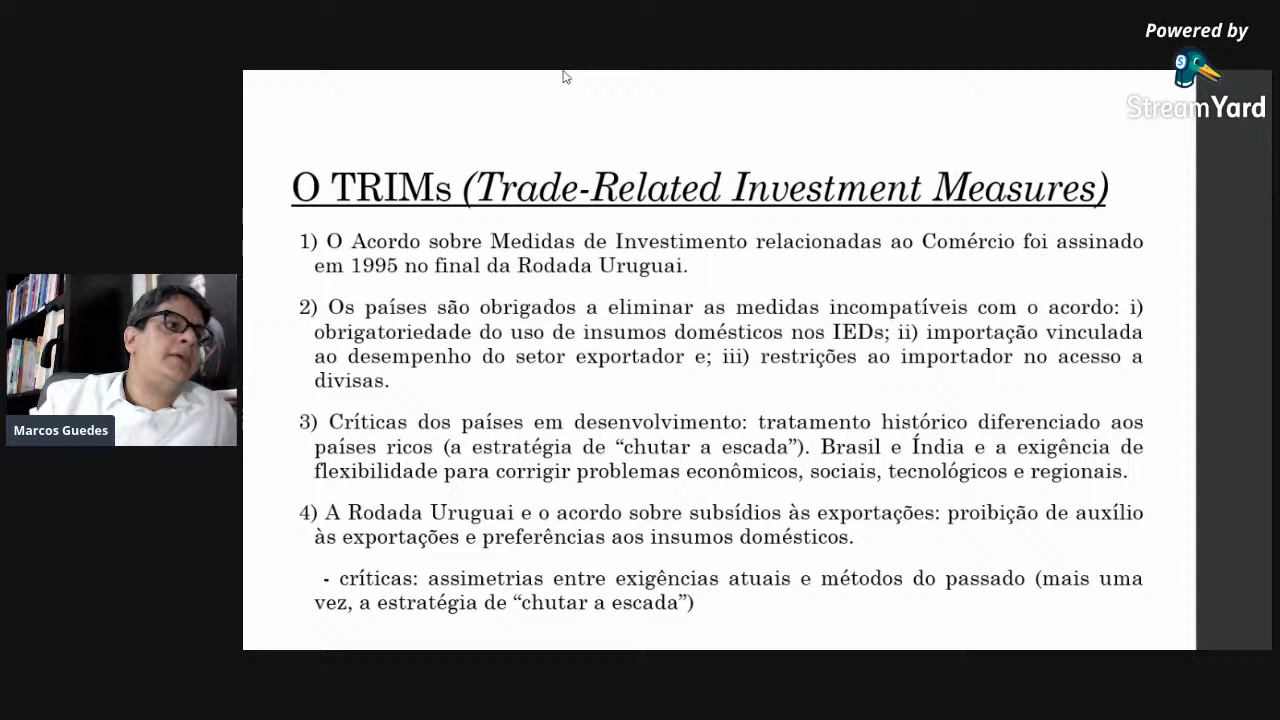 Powered by
StreamYard
O TRIMs (Trade-Related Investment Measures)
1) O Acordo sobre Medidas de Investimento relacionadas ao Comércio foi assinado
em 1995 no final da Rodada Uruguai.
2) Os países são obrigados a eliminar as medidas incompatíveis com o acordo: i)
obrigatoriedade do uso de insumos domésticos nos IEDs; ii) importação vinculada
ao desempenho do setor exportador e; iii) restrições ao importador no acesso a
divisas.
3) Críticas dos países em desenvolvimento: tratamento histórico diferenciado aos
países ricos (a estratégia de “chutar a escada”). Brasil e Índia e a exigência de
flexibilidade para corrigir problemas econômicos, sociais, tecnológicos e regionais.
4) A Rodada Uruguai e o acordo sobre subsídios às exportações: proibição de auxílio
às exportações e preferências aos insumos domésticos.
- críticas: assimetrias entre exigências atuais e métodos do passado (mais uma
vez, a estratégia de “chutar a escada”)
Marcos Guedes